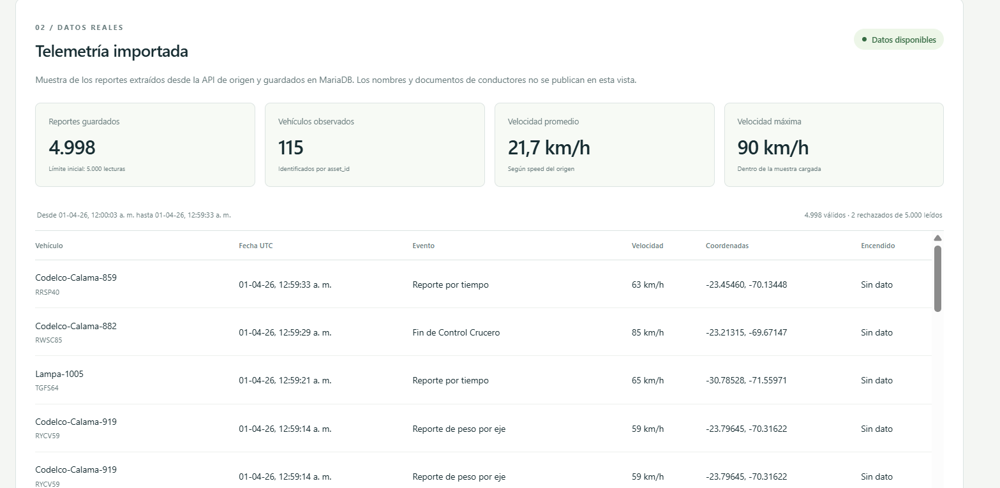 02 / DATOS REALES
Telemetría importada
Datos disponibles
Muestra de los reportes extraídos desde la API de origen y guardados en MariaDB. Los nombres y documentos de conductores no se publican en esta vista.
Reportes guardados
4.998
Límite inicial: 5.000 lecturas
Vehículos observados
115
Identificados por asset_id
Velocidad promedio
21,7 km/h
Según speed del origen
Velocidad máxima
90 km/h
Dentro de la muestra cargada
Desde 01-04-26, 12:00:03 a. m. hasta 01-04-26, 12:59:33 a. m.
4.998 válidos · 2 rechazados de 5.000 leídos
Vehículo Fecha UTC Evento Velocidad Coordenadas Encendido
Codelco-Calama-859
RRSP40
01-04-26, 12:59:33 a. m. Reporte por tiempo 63 km/h -23.45460, -70.13448 Sin dato
Codelco-Calama-882
RWSC85
01-04-26, 12:59:29 a. m. Fin de Control Crucero 85 km/h -23.21315, -69.67147 Sin dato
Lampa-1005
TGFS64
01-04-26, 12:59:21 a. m. Reporte por tiempo 65 km/h -30.78528, -71.55971 Sin dato
Codelco-Calama-919
RYCV59
01-04-26, 12:59:14 a. m. Reporte de peso por eje 59 km/h -23.79645, -70.31622 Sin dato
Codelco-Calama-919
RYCV59
01-04-26, 12:59:14 a. m. Reporte de peso por eje 59 km/h -23.79645, -70.31622 Sin dato